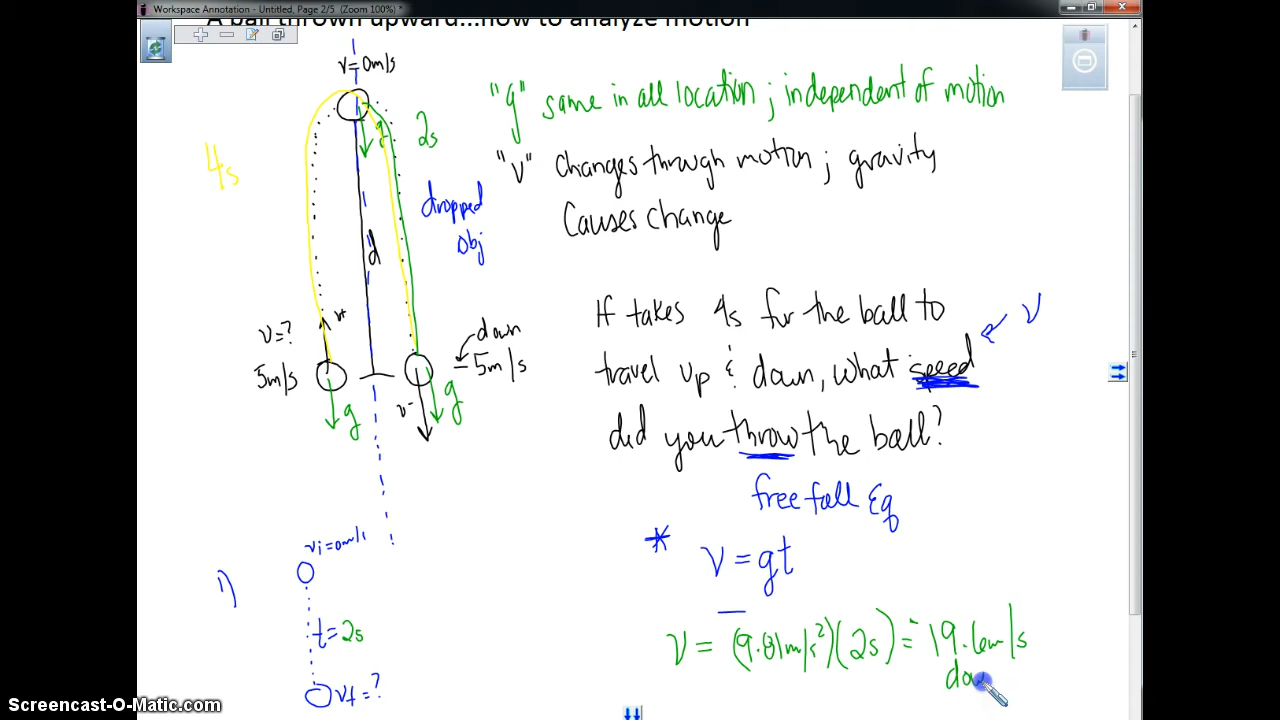 Workspace Annotation - Untitled, Page 2/5 (Zoom 100%) *
A ball thrown upward...how to analyze motion
v=0m/s
"g" same in all location ; independent of motion
g
2s
4s
"v" changes through motion ; gravity
causes change
dropped
obj
d
If takes 4s for the ball to
travel up & down, what speed
v
did you throw the ball?
v=?
v+
5m/s
g
down
-5m/s
g
v-
free fall Eq
* v = gt
vi=0m/s
1)
t=2s
vf=?
v = (9.81m/s²)(2s) = -19.6m/s
dow
Screencast-O-Matic.com